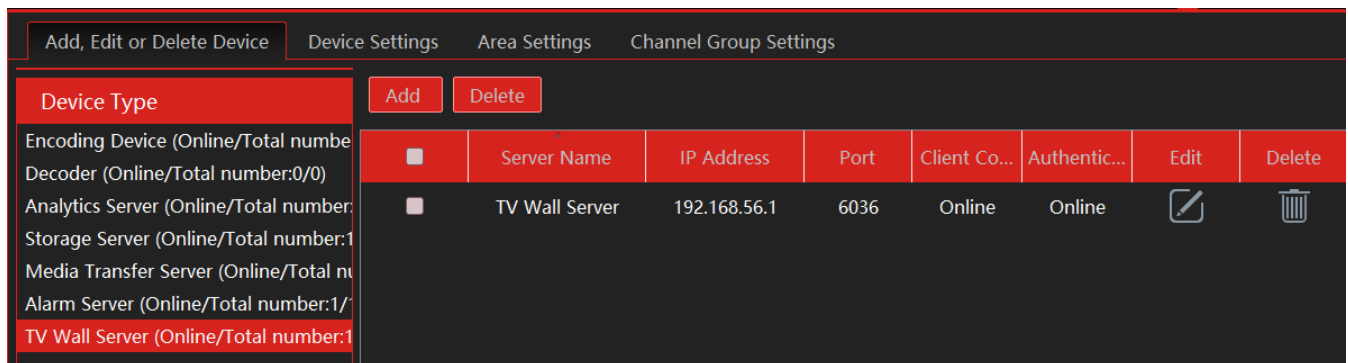 Add, Edit or Delete Device Device Settings Area Settings Channel Group Settings
Device Type
Add Delete
Encoding Device (Online/Total numbe
Decoder (Online/Total number:0/0)
Analytics Server (Online/Total number:
Storage Server (Online/Total number:1
Media Transfer Server (Online/Total nu
Alarm Server (Online/Total number:1/1
TV Wall Server (Online/Total number:1
Server Name IP Address Port Client Co... Authentic... Edit Delete
TV Wall Server 192.168.56.1 6036 Online Online